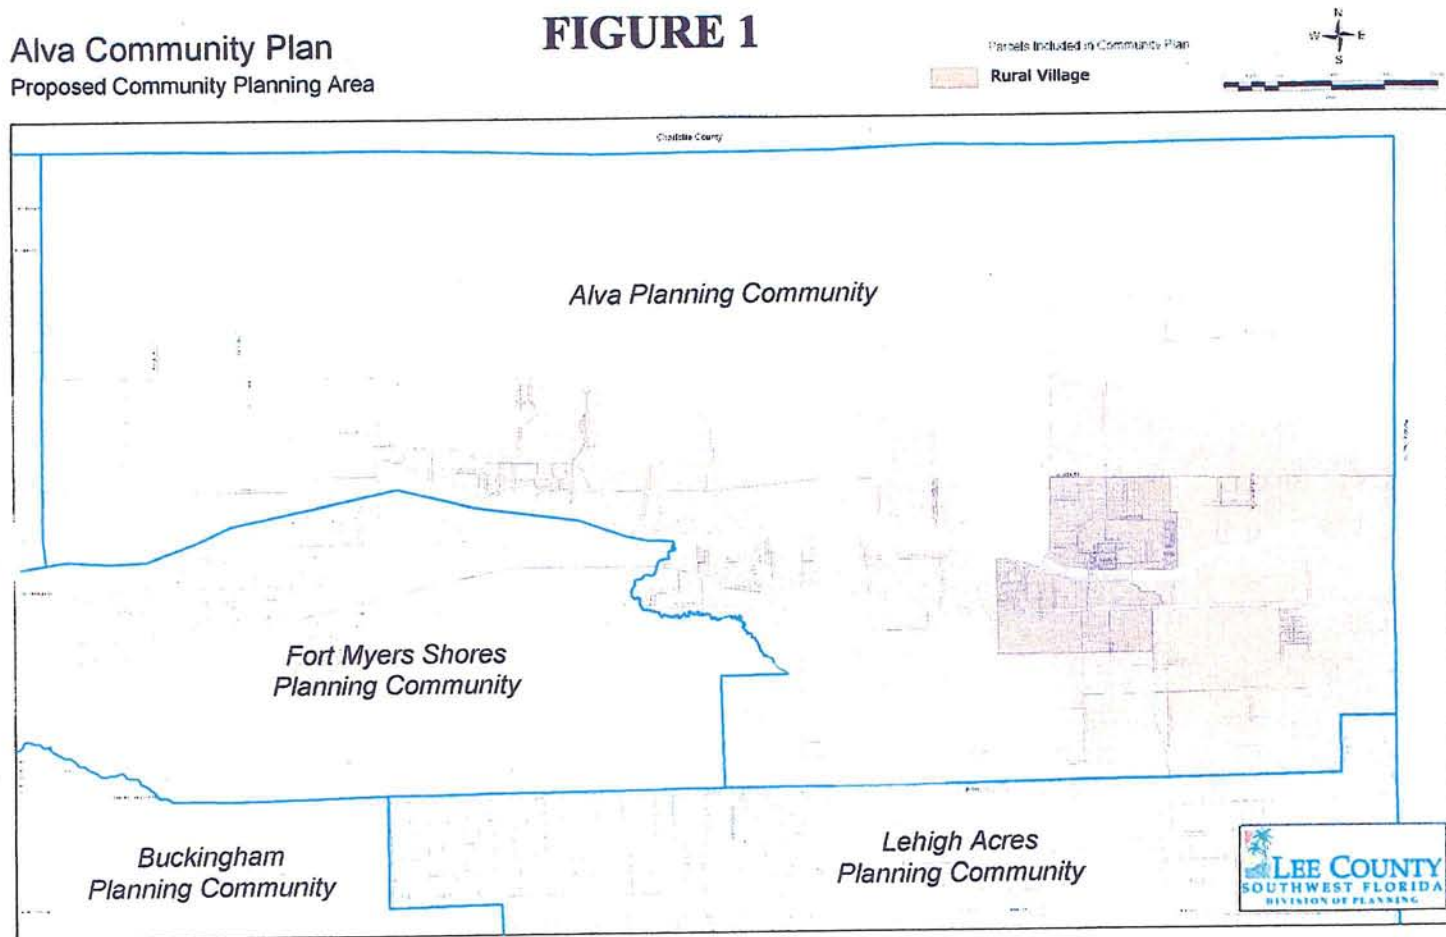 FIGURE 1
Alva Community Plan
Proposed Community Planning Area
Parcels Included in Community Plan
Rural Village
N
W E
S
Charlotte County
Alva Planning Community
Fort Myers Shores
Planning Community
Buckingham
Planning Community
Lehigh Acres
Planning Community
LEE COUNTY
SOUTHWEST FLORIDA
DIVISION OF PLANNING